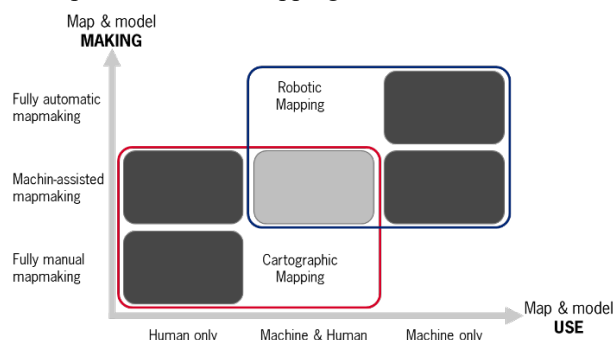 Map & model
MAKING
Fully automatic
mapmaking
Robotic
Mapping
Machin-assisted
mapmaking
Fully manual
mapmaking
Cartographic
Mapping
Map & model
USE
Human only
Machine & Human
Machine only